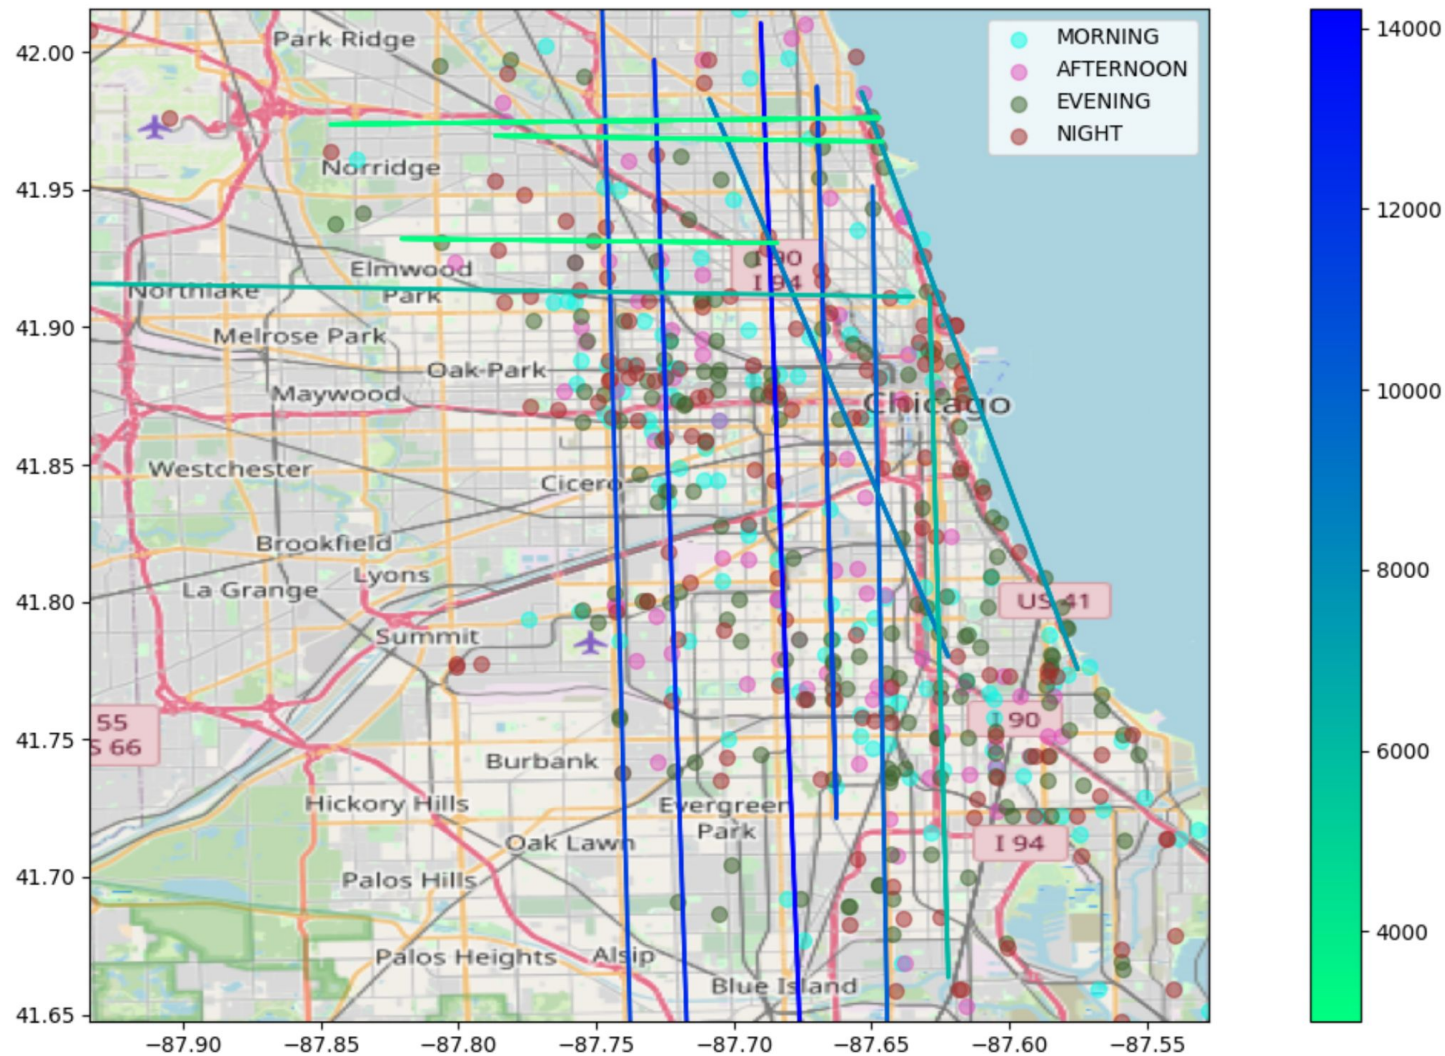 42.00
41.95
41.90
41.85
41.80
41.75
41.70
41.65
−87.90
−87.85
−87.80
−87.75
−87.70
−87.65
−87.60
−87.55
MORNING
AFTERNOON
EVENING
NIGHT
14000
12000
10000
8000
6000
4000
Park Ridge
Norridge
Elmwood
Park
I 90
I 94
Northlake
Melrose Park
Oak Park
Maywood
Chicago
Westchester
Cicero
Brookfield
Lyons
La Grange
US 41
Summit
55
S 66
I 90
Burbank
Hickory Hills
Evergreen
Park
Oak Lawn
I 94
Palos Hills
Palos Heights
Alsip
Blue Island